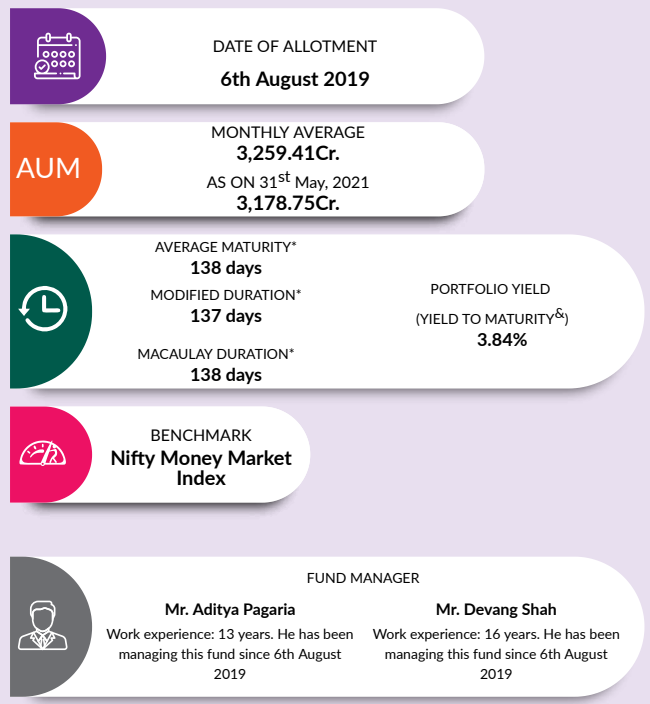 DATE OF ALLOTMENT
6th August 2019
AUM
MONTHLY AVERAGE
3,259.41Cr.
AS ON 31st May, 2021
3,178.75Cr.
AVERAGE MATURITY*
138 days
MODIFIED DURATION*
137 days
MACAULAY DURATION*
138 days
PORTFOLIO YIELD
(YIELD TO MATURITY&)
3.84%
BENCHMARK
Nifty Money Market
Index
FUND MANAGER
Mr. Aditya Pagaria
Work experience: 13 years. He has been
managing this fund since 6th August
2019
Mr. Devang Shah
Work experience: 16 years. He has been
managing this fund since 6th August
2019